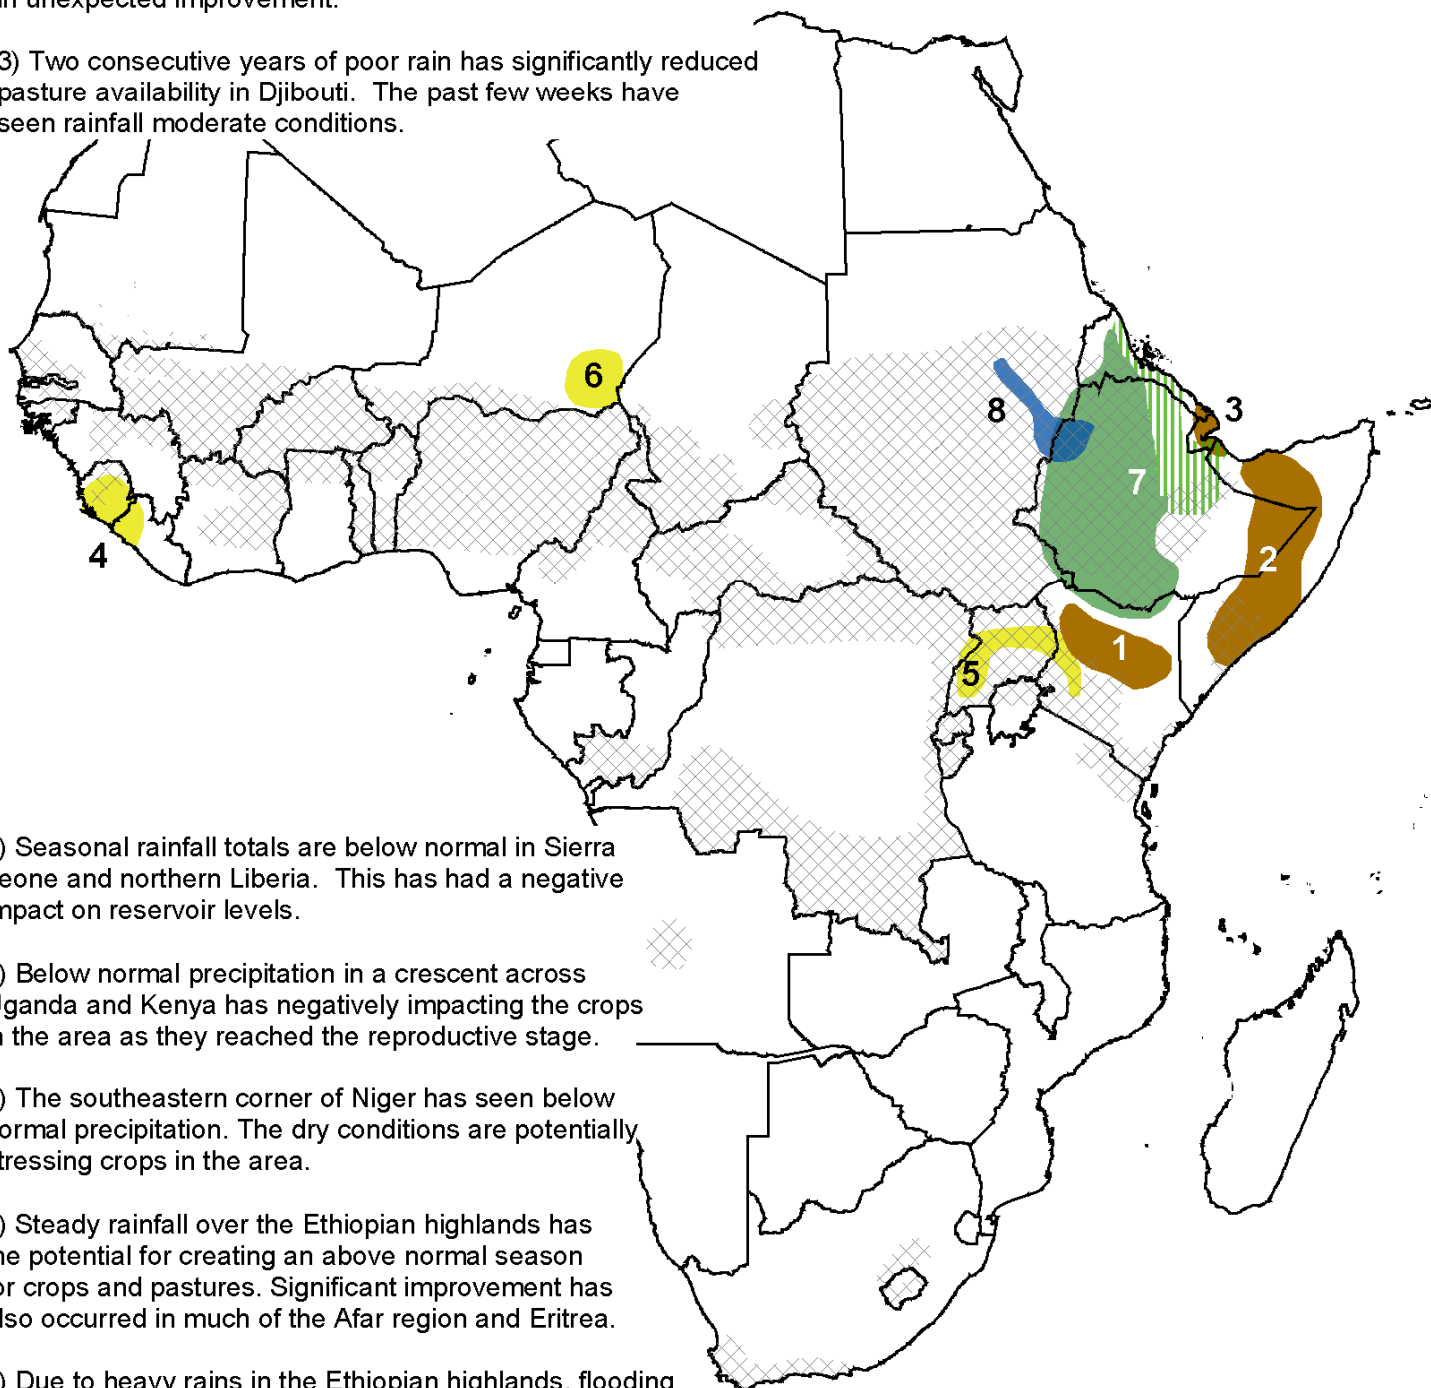 in unexpected improvement.
3) Two consecutive years of poor rain has significantly reduced
pasture availability in Djibouti. The past few weeks have
seen rainfall moderate conditions.
6
3
8
7
4
2
1
5
) Seasonal rainfall totals are below normal in Sierra
eone and northern Liberia. This has had a negative
mpact on reservoir levels.
) Below normal precipitation in a crescent across
Uganda and Kenya has negatively impacting the crops
n the area as they reached the reproductive stage.
) The southeastern corner of Niger has seen below
ormal precipitation. The dry conditions are potentially
tressing crops in the area.
) Steady rainfall over the Ethiopian highlands has
he potential for creating an above normal season
or crops and pastures. Significant improvement has
lso occurred in much of the Afar region and Eritrea.
) Due to heavy rains in the Ethiopian highlands, flooding